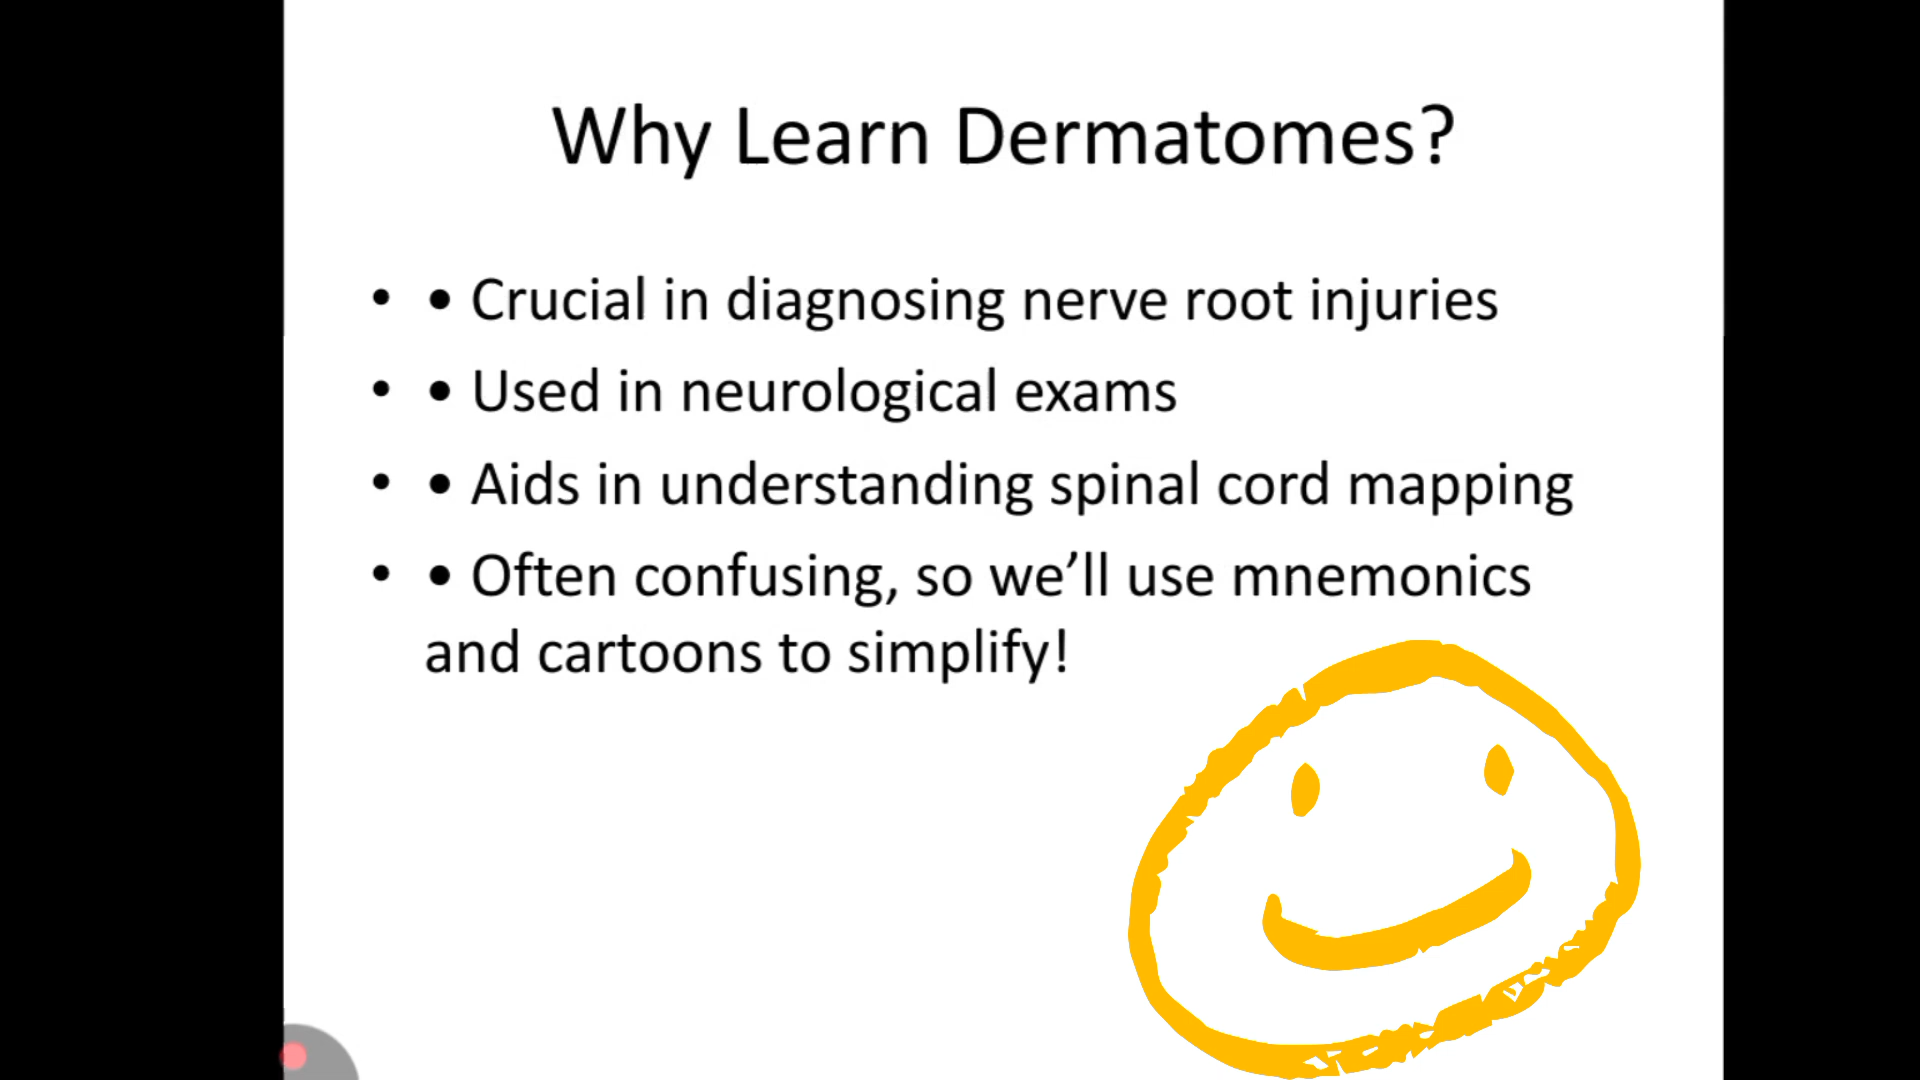 Why Learn Dermatomes?
• • Crucial in diagnosing nerve root injuries
• • Used in neurological exams
• • Aids in understanding spinal cord mapping
• • Often confusing, so we’ll use mnemonics
and cartoons to simplify!